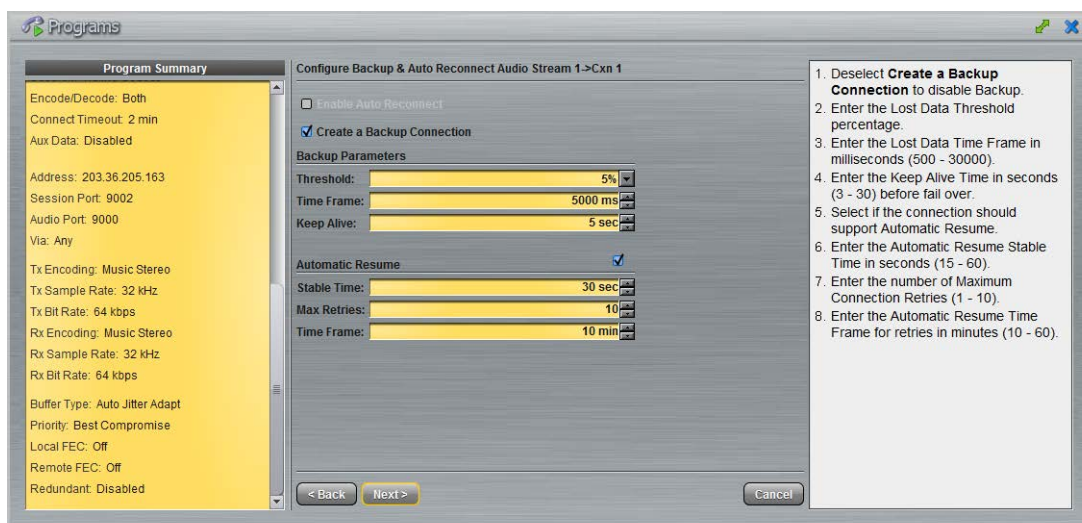 Programs
Program Summary
Encode/Decode: Both
Connect Timeout: 2 min
Aux Data: Disabled
Address: 203.36.205.163
Session Port: 9002
Audio Port: 9000
Via: Any
Tx Encoding: Music Stereo
Tx Sample Rate: 32 kHz
Tx Bit Rate: 64 kbps
Rx Encoding: Music Stereo
Rx Sample Rate: 32 kHz
Rx Bit Rate: 64 kbps
Buffer Type: Auto Jitter Adapt
Priority: Best Compromise
Local FEC: Off
Remote FEC: Off
Redundant: Disabled
Configure Backup & Auto Reconnect Audio Stream 1->Cxn 1
Enable Auto Reconnect
Create a Backup Connection
Backup Parameters
Threshold: 5%
Time Frame: 5000 ms
Keep Alive: 5 sec
Automatic Resume
Stable Time: 30 sec
Max Retries: 10
Time Frame: 10 min
< Back Next > Cancel
1. Deselect Create a Backup
Connection to disable Backup.
2. Enter the Lost Data Threshold
percentage.
3. Enter the Lost Data Time Frame in
milliseconds (500 - 30000).
4. Enter the Keep Alive Time in seconds
(3 - 30) before fail over.
5. Select if the connection should
support Automatic Resume.
6. Enter the Automatic Resume Stable
Time in seconds (15 - 60).
7. Enter the number of Maximum
Connection Retries (1 - 10).
8. Enter the Automatic Resume Time
Frame for retries in minutes (10 - 60).